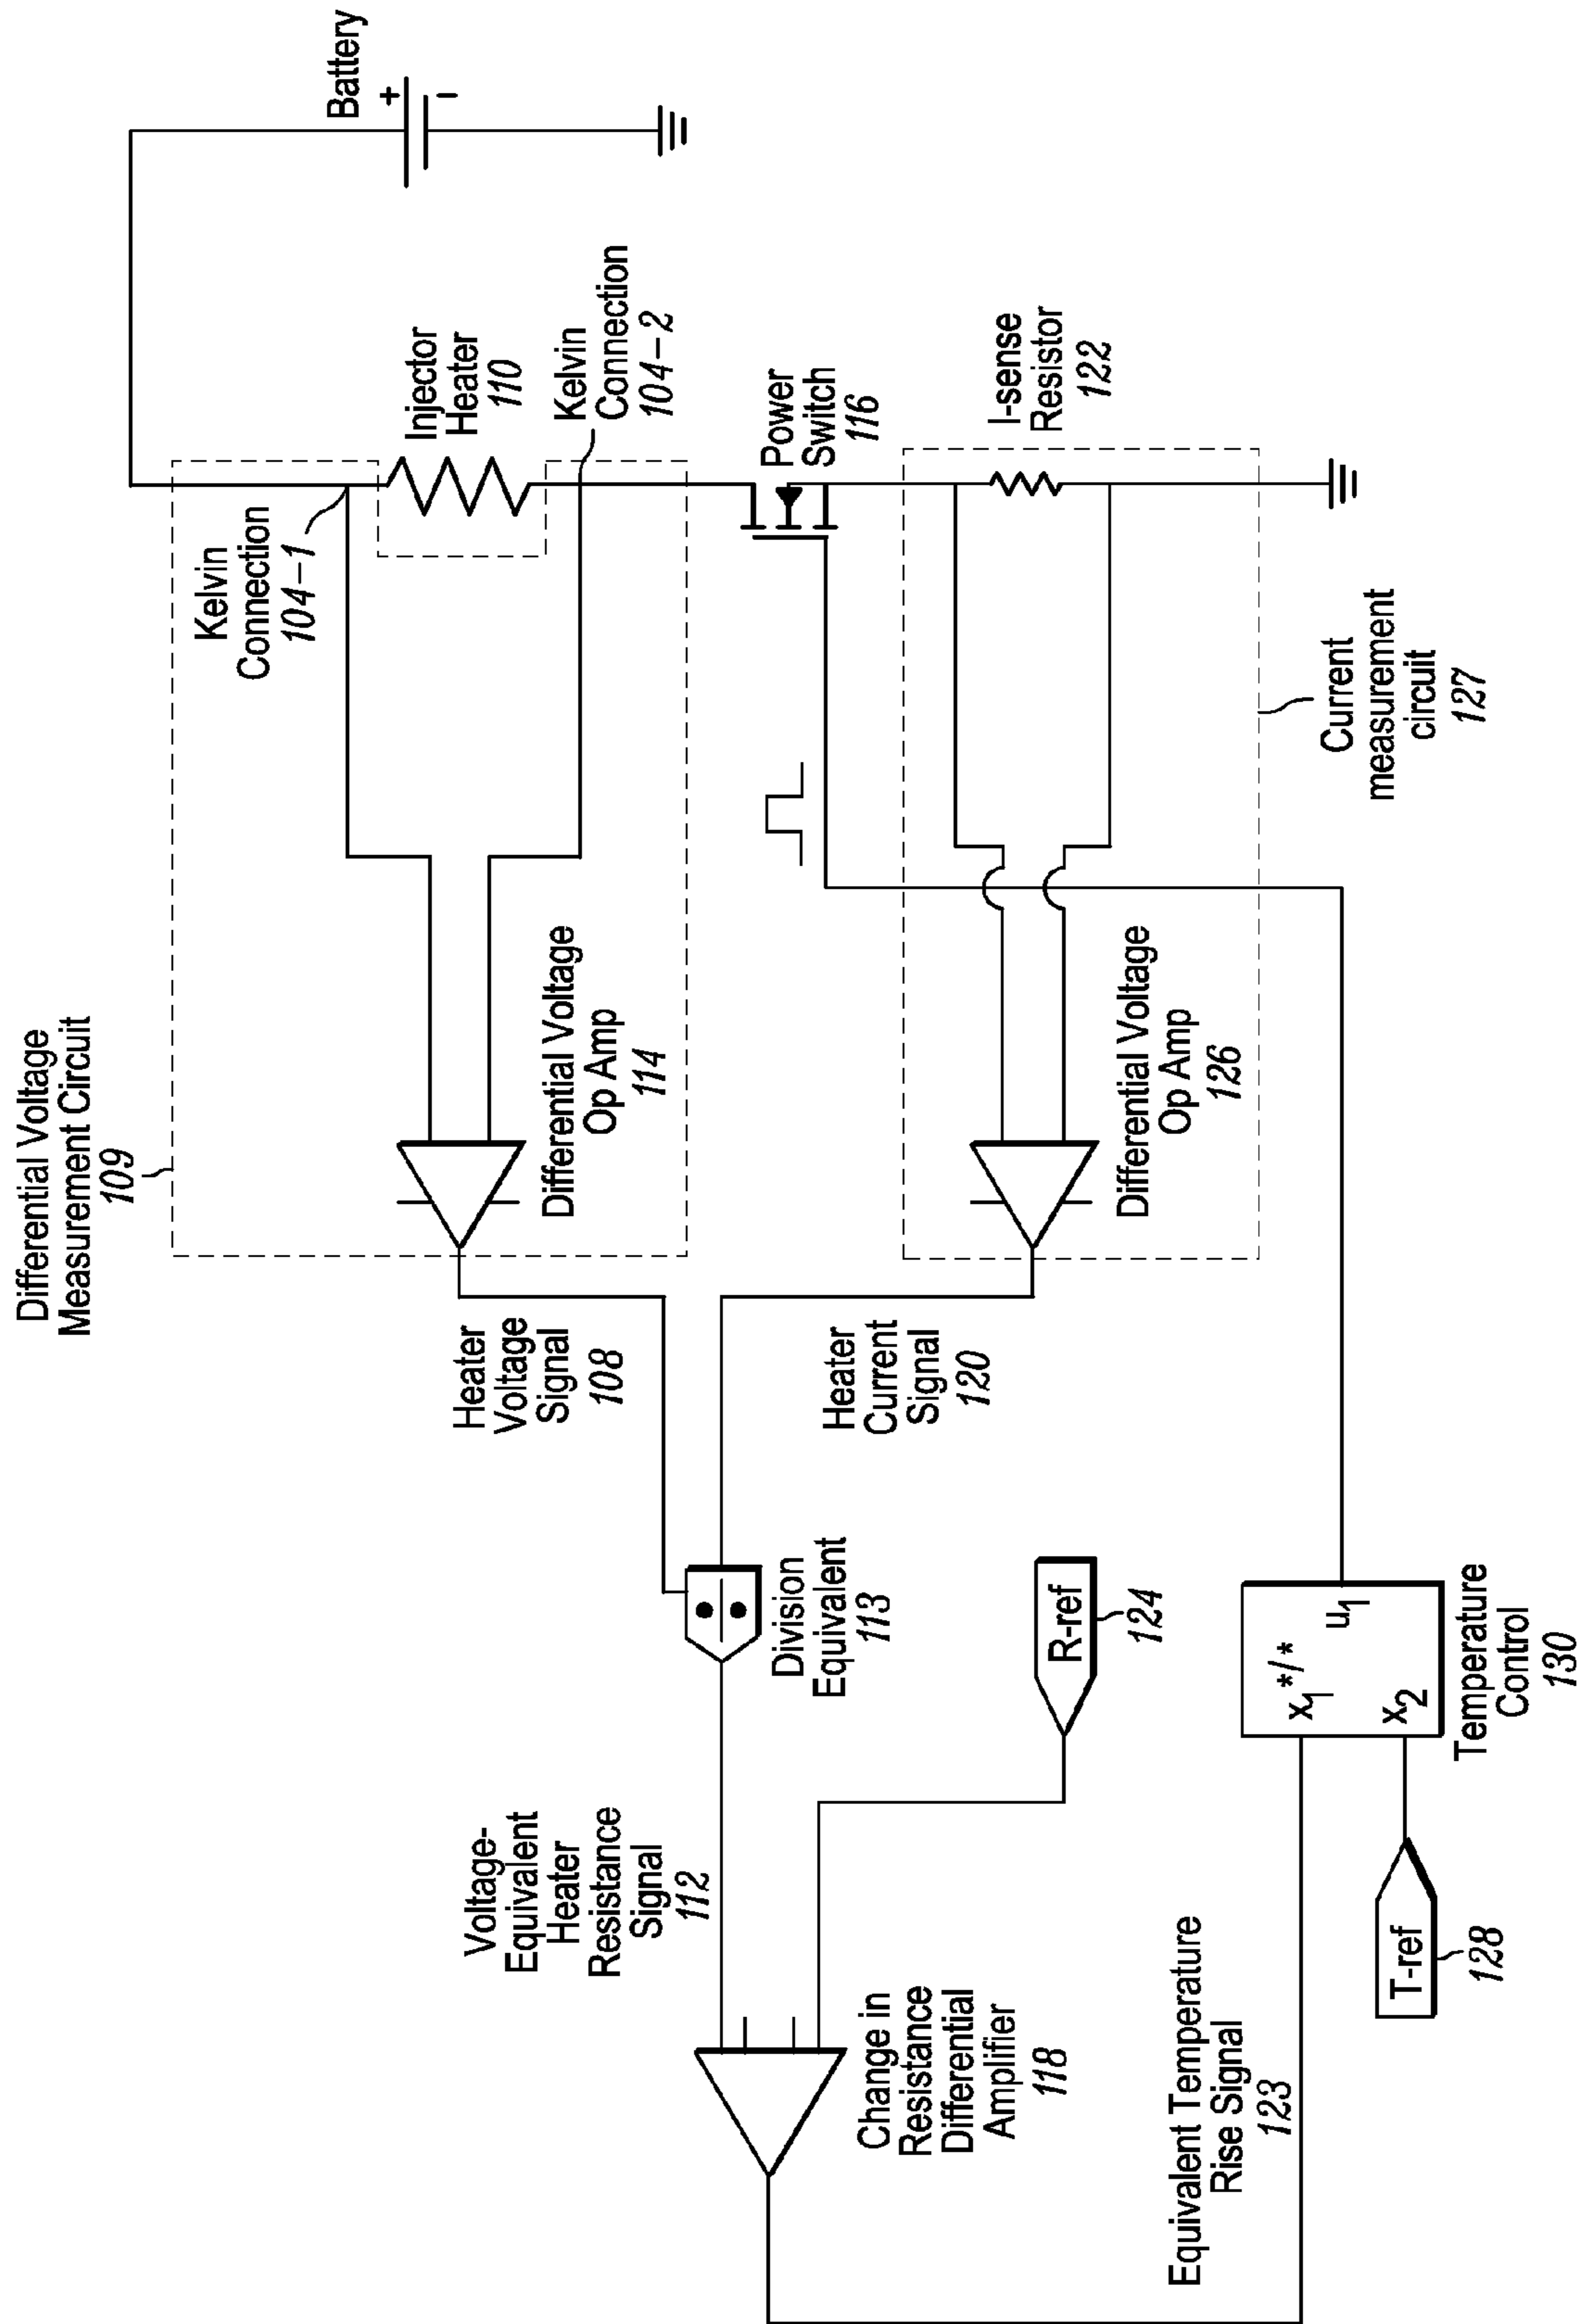 Differential Voltage
Measurement Circuit
109
Kelvin
Connection
104-1
Battery
+
−
Injector
Heater
110
Kelvin
Connection
104-2
Differential Voltage
Op Amp
114
Power
Switch
116
I-sense
Resistor
122
Differential Voltage
Op Amp
126
Current
measurement
circuit
127
Heater
Voltage
Signal
108
Heater
Current
Signal
120
Division
Equivalent
113
Voltage-
Equivalent
Heater
Resistance
Signal
112
R-ref
124
Change in
Resistance
Differential
Amplifier
118
Equivalent Temperature
Rise Signal
123
x1 */*
u1
x2
Temperature
Control
130
T-ref
128